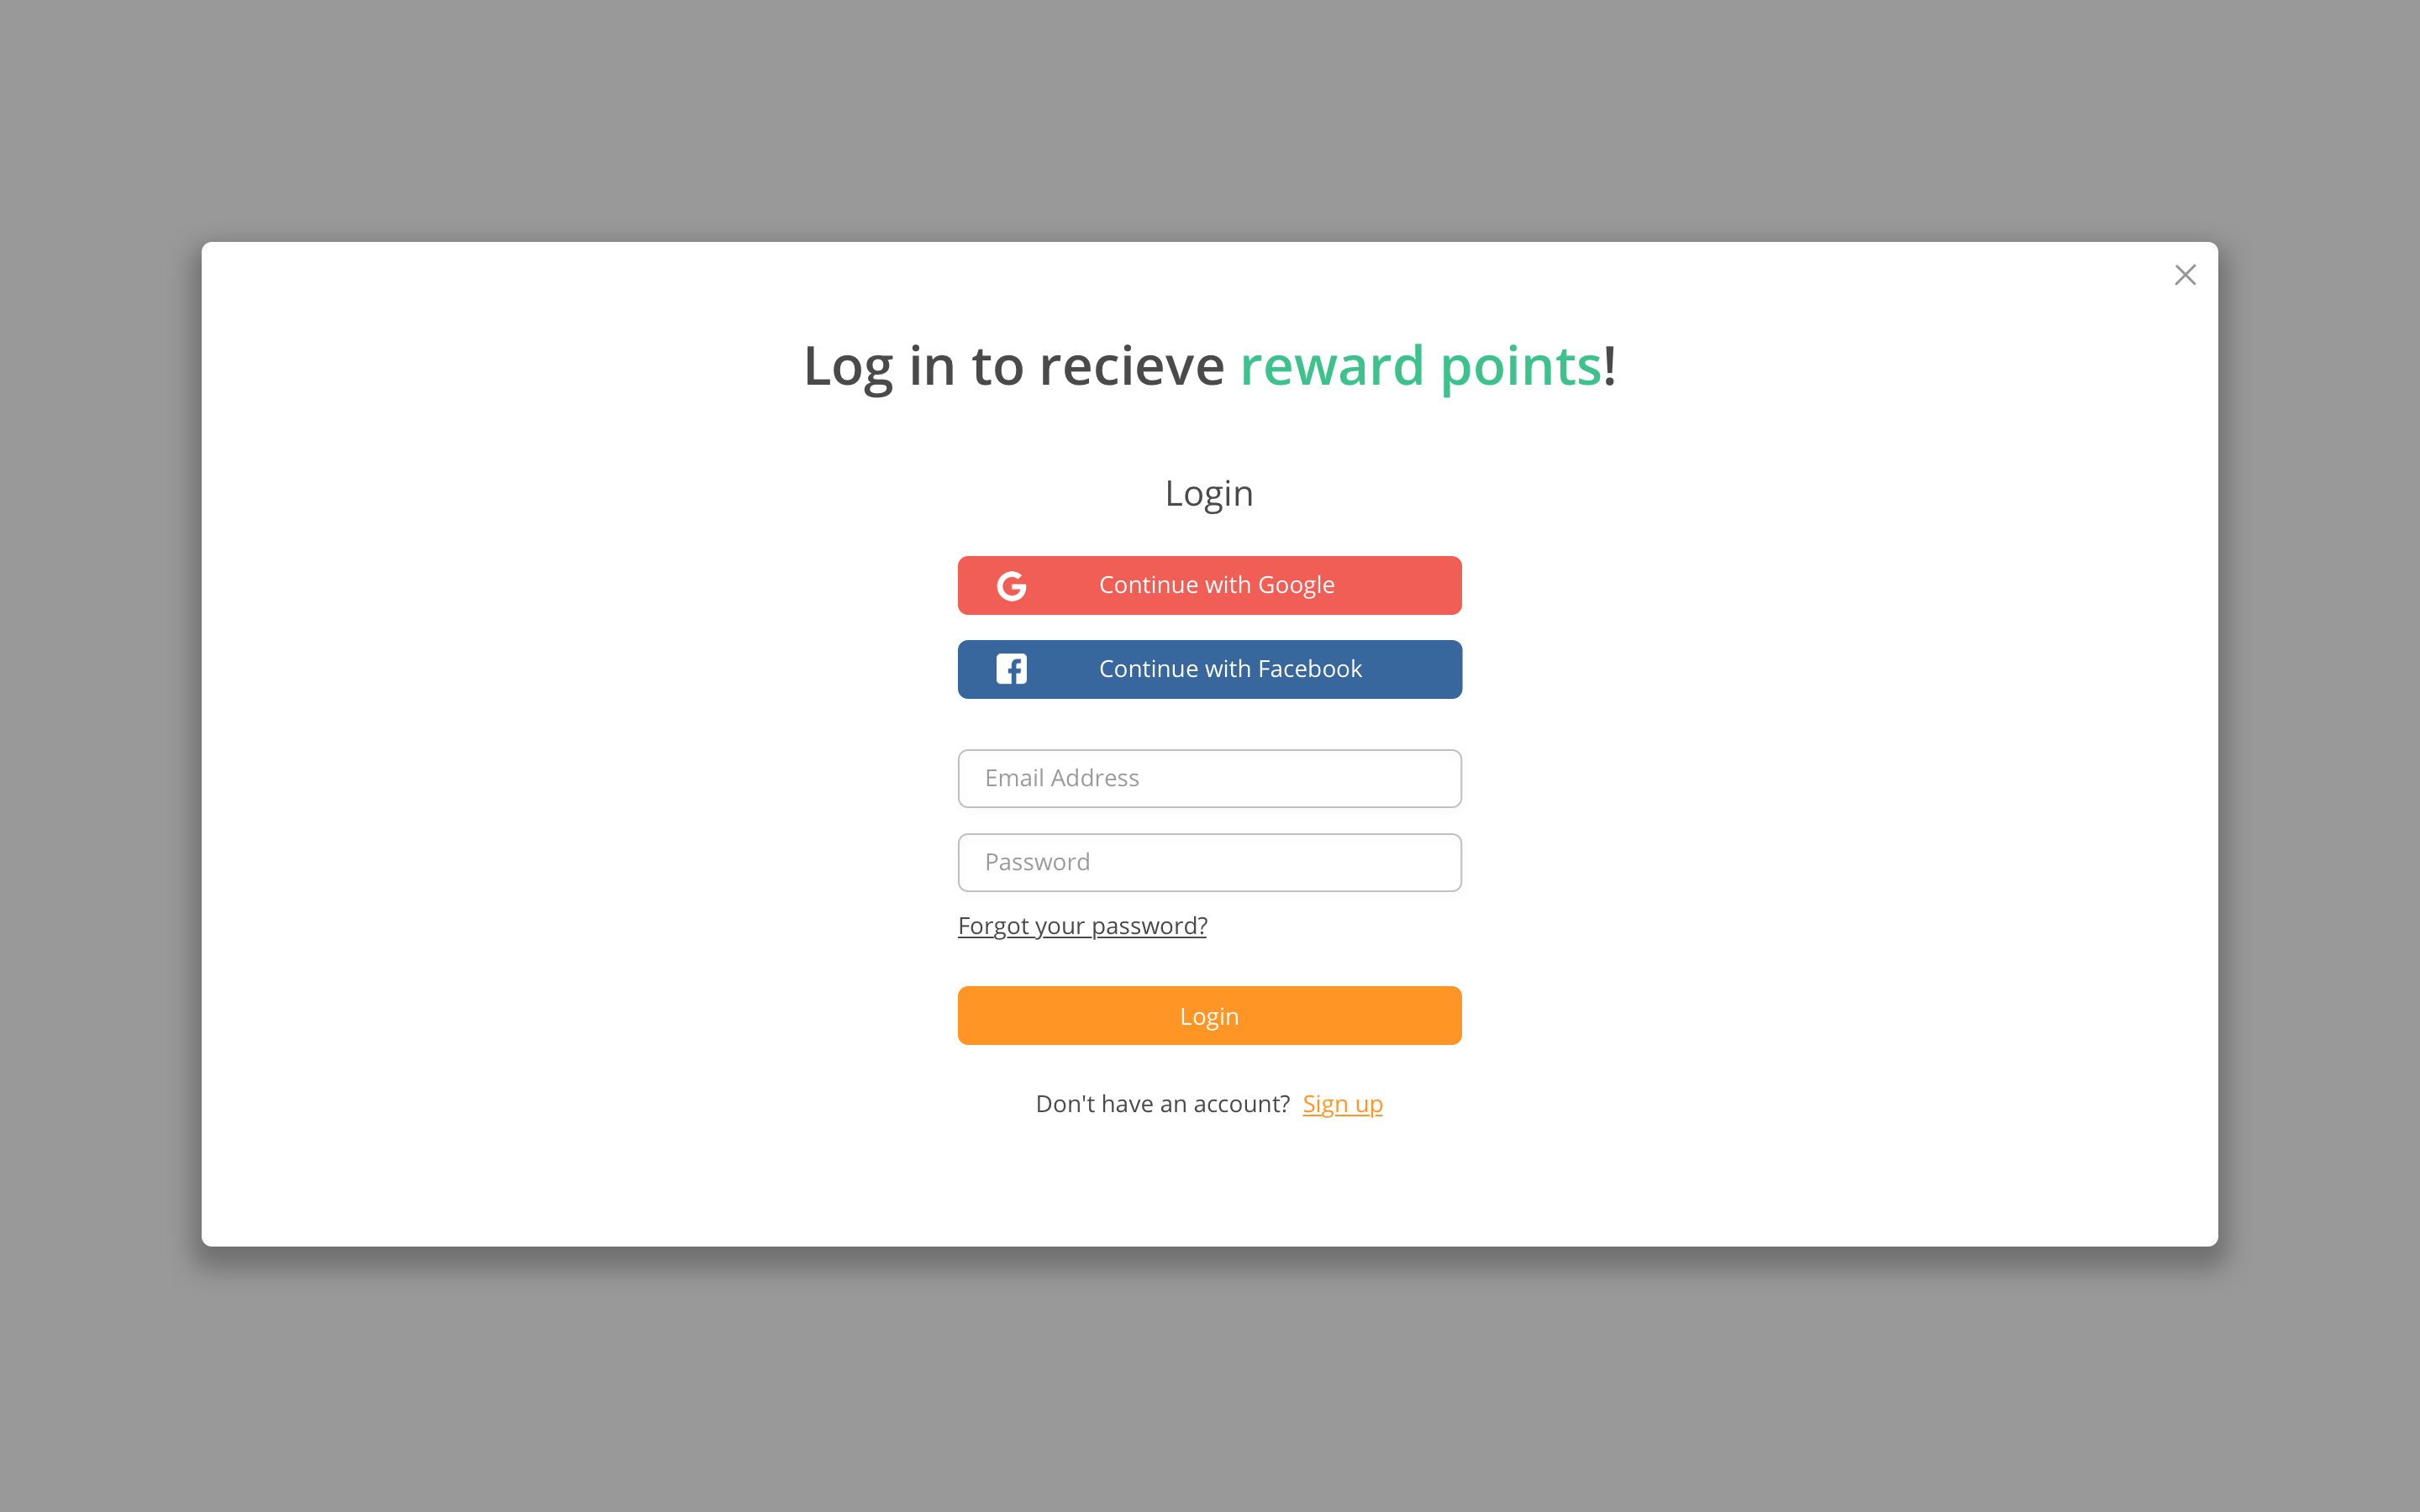 Log in to recieve reward points!
Login
Continue with Google
Continue with Facebook
Email Address
Password
Forgot your password?
Login
Don't have an account? Sign up